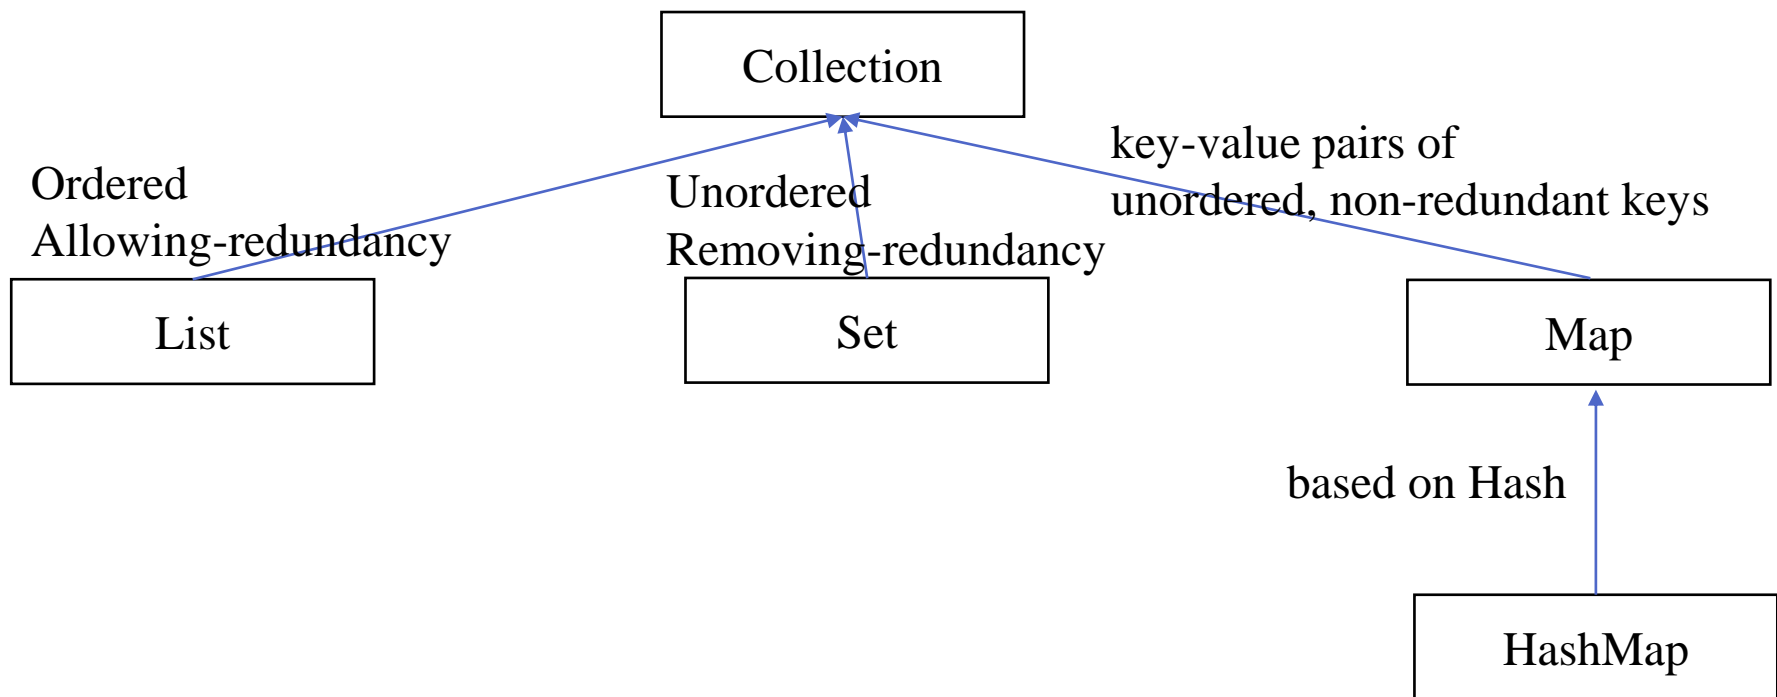 Collection
key-value pairs of
unordered, non-redundant keys
Ordered
Allowing-redundancy
Unordered
Removing-redundancy
List
Set
Map
based on Hash
HashMap